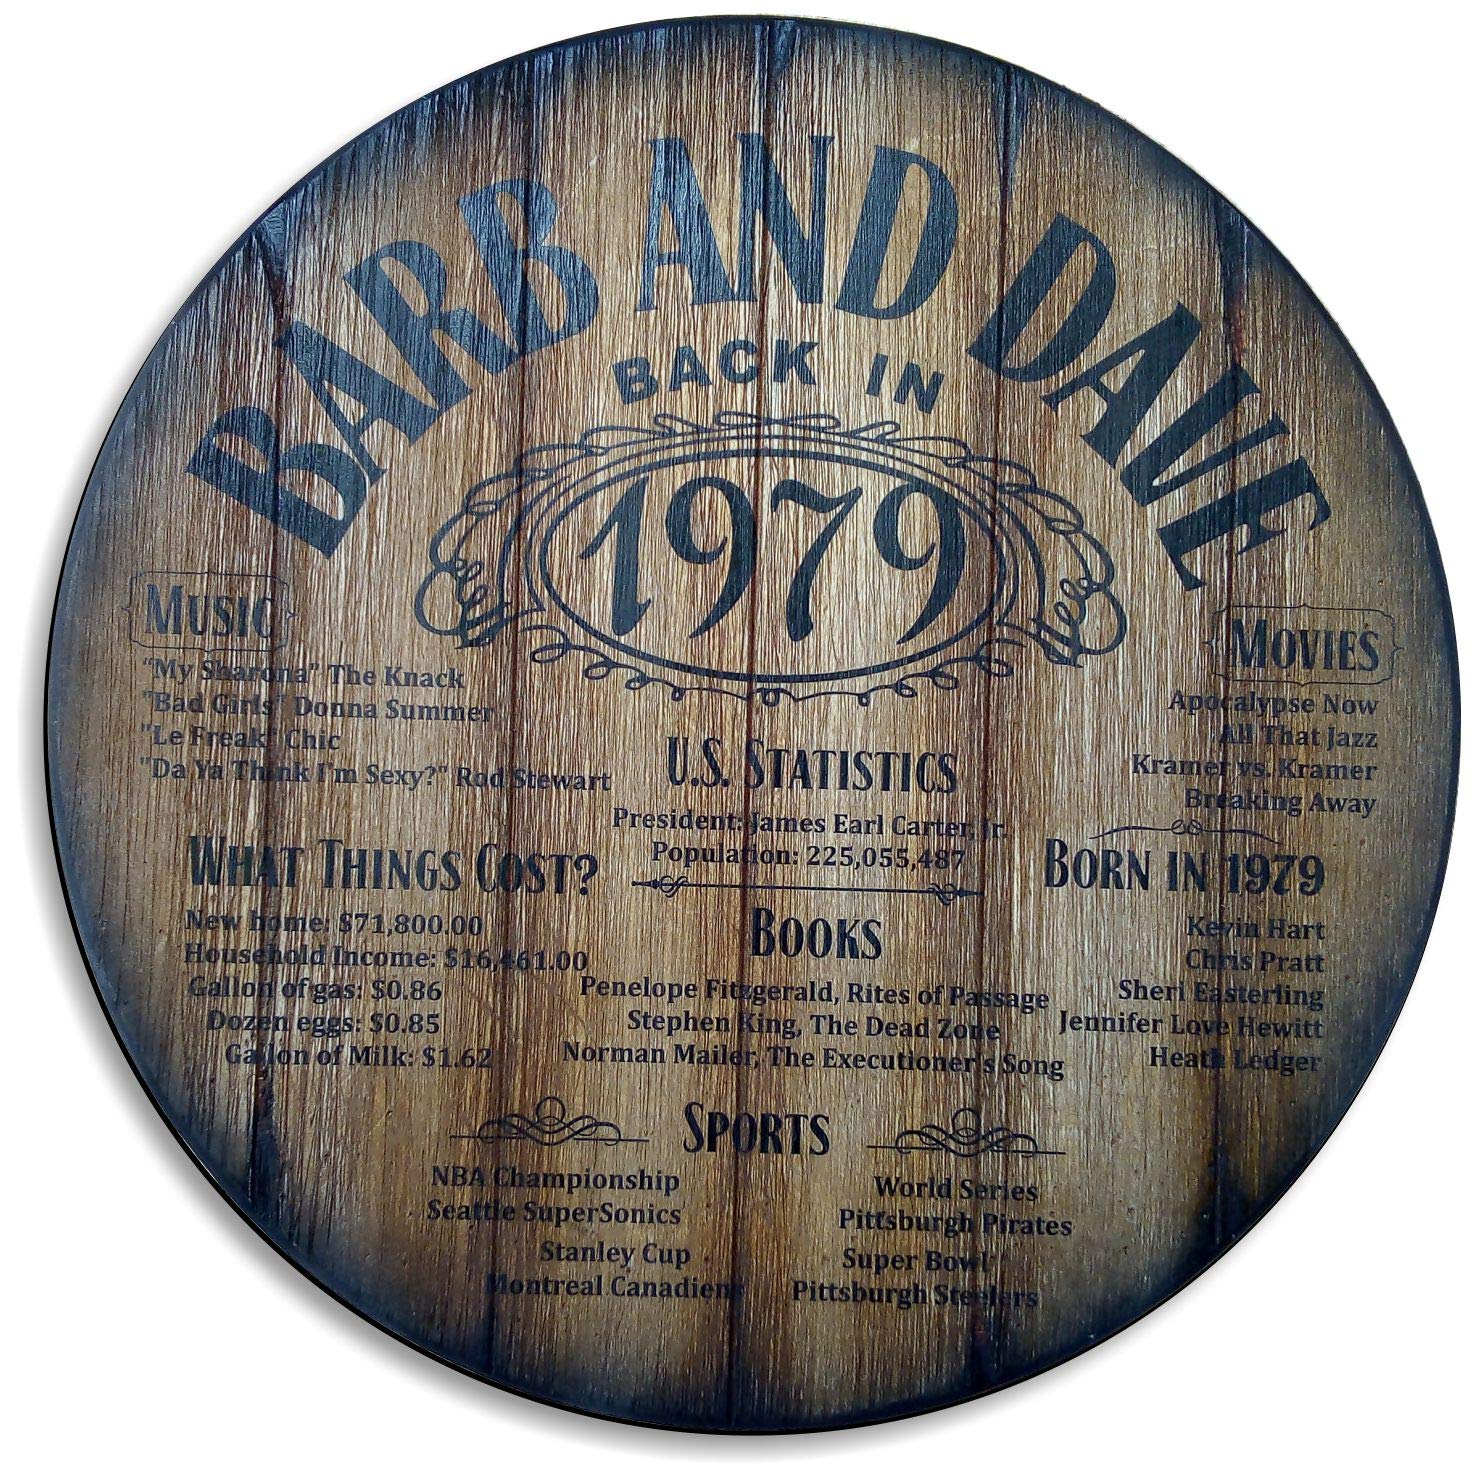 BARB AND DAVE
BACK IN
1979
MUSIC
"My Sharona" The Knack
"Bad Girls" Donna Summer
"Le Freak" Chic
"Da Ya Think I'm Sexy?" Rod Stewart
MOVIES
Apocalypse Now
All That Jazz
Kramer vs. Kramer
Breaking Away
U.S. STATISTICS
President: James Earl Carter, Jr.
Population: 225,055,487
WHAT THINGS COST?
New home: $71,800.00
Household Income: $16,461.00
Gallon of gas: $0.86
Dozen eggs: $0.85
Gallon of Milk: $1.62
BOOKS
Penelope Fitzgerald, Rites of Passage
Stephen King, The Dead Zone
Norman Mailer, The Executioner's Song
BORN IN 1979
Kevin Hart
Chris Pratt
Sheri Easterling
Jennifer Love Hewitt
Heath Ledger
SPORTS
NBA Championship
Seattle SuperSonics
Stanley Cup
Montreal Canadiens
World Series
Pittsburgh Pirates
Super Bowl
Pittsburgh Steelers